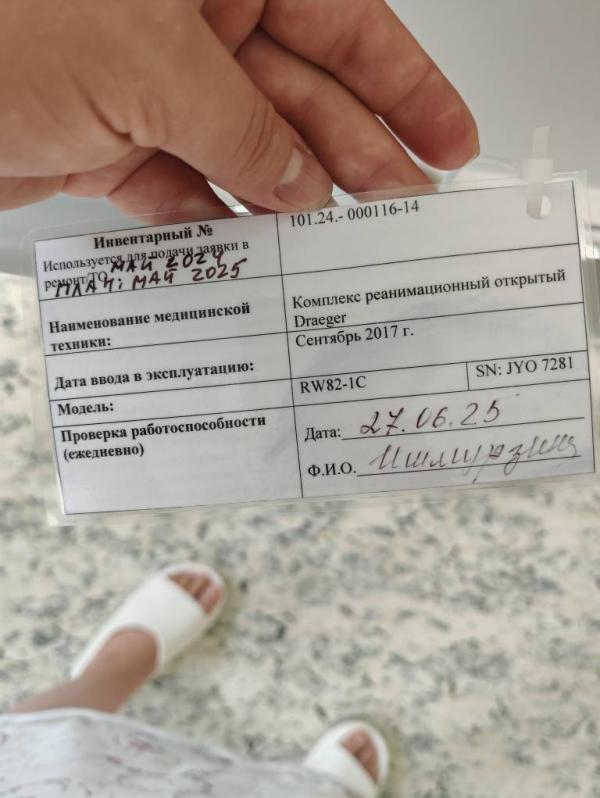 Инвентарный №
Используется для подачи заявки в
ремонт/ТО МАЙ 2024
ПЛАН: МАЙ 2025
101.24.- 000116-14
Наименование медицинской
техники:
Комплекс реанимационный открытый
Draeger
Дата ввода в эксплуатацию:
Сентябрь 2017 г.
Модель:
RW82-1C
SN: JYO 7281
Проверка работоспособности
(ежедневно)
Дата: 27.06.25
Ф.И.О.